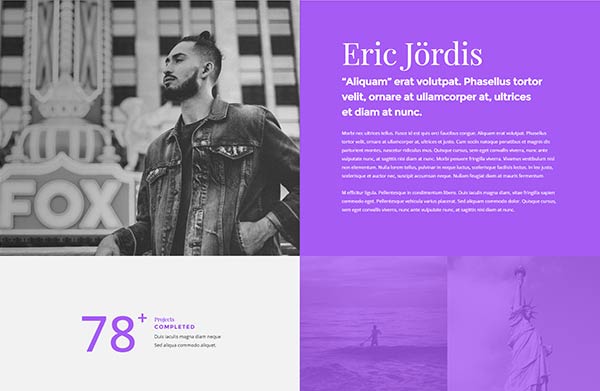 FOX
Eric Jördis
“Aliquam” erat volutpat. Phasellus tortor
velit, ornare at ullamcorper at, ultrices
et diam at nunc.
Morbi nec ultrices tellus. Fusce id est quis orci faucibus congue. Aliquam erat volutpat. Phasellus
tortor velit, ornare at ullamcorper at, ultrices et justo. Cum sociis natoque penatibus et magnis dis
parturient montes, nascetur ridiculus mus. Quisque cursus, sem eget convallis viverra, nunc ante
vulputate nunc, at sagittis nisi diam at nunc. Morbi posuere fringilla viverra. Vivamus vestibulum nisl
non elementum. Nulla lorem tellus, pulvinar in neque luctus, scelerisque facilisis lectus. In leo justo,
scelerisque et auctor nec, suscipit accumsan neque. Nullam feugiat diam at mauris fermentum
M efficitur ligula. Pellentesque in condimentum libero. Duis iaculis magna diam, vitae fringilla sapien
commodo eget. Pellentesque vehicula varius placerat. Sed aliquam commodo dolor. Quisque cursus,
sem eget convallis viverra, nunc ante vulputate nunc, at sagittis nisi diam at nunc.
78+
Projects
COMPLETED
Duis iaculis magna diam neque
Sed aliqua commodo aliquet.